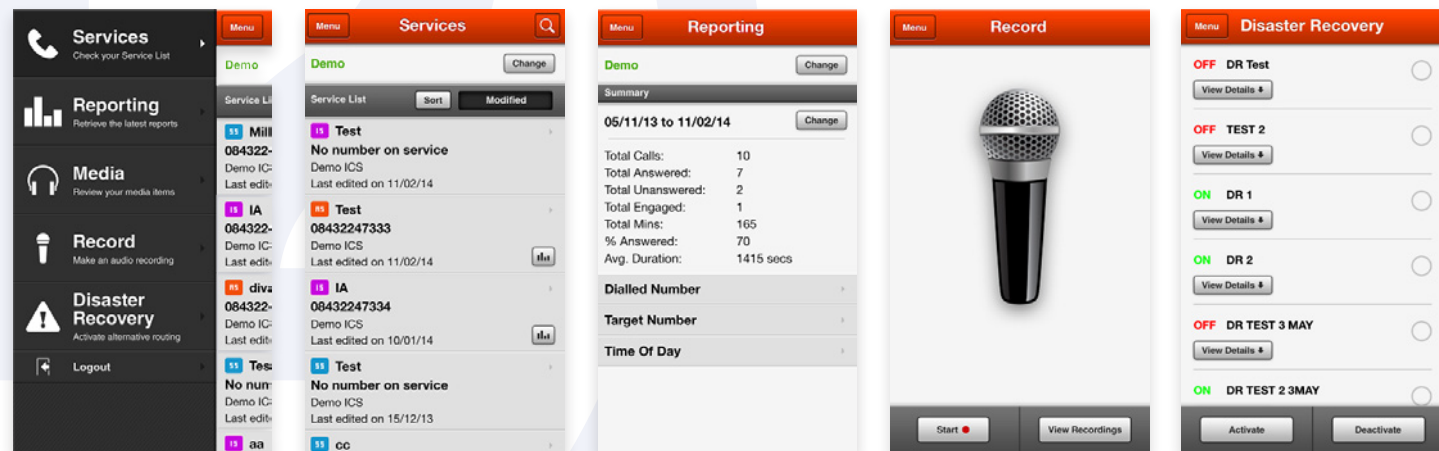 Services
Check your Service List
Reporting
Retrieve the latest reports
Media
Review your media items
Record
Make an audio recording
Disaster
Recovery
Activate alternative routing
Logout
Menu
Demo
Service Li
SS Mill
084322-
Demo IC
Last edit
IS IA
084322-
Demo IC
Last edit
RS diva
084322-
Demo IC
Last edit
SS Tes
No num
Demo IC
Last edit
IS aa
Menu Services
Demo Change
Service List Sort Modified
IS Test
No number on service
Demo ICS
Last edited on 11/02/14
RS Test
08432247333
Demo ICS
Last edited on 11/02/14
IS IA
08432247334
Demo ICS
Last edited on 10/01/14
SS Test
No number on service
Demo ICS
Last edited on 15/12/13
SS cc
Menu Reporting
Demo Change
Summary
05/11/13 to 11/02/14 Change
Total Calls: 10
Total Answered: 7
Total Unanswered: 2
Total Engaged: 1
Total Mins: 165
% Answered: 70
Avg. Duration: 1415 secs
Dialled Number
Target Number
Time Of Day
Menu Record
Start View Recordings
Menu Disaster Recovery
OFF DR Test
View Details
OFF TEST 2
View Details
ON DR 1
View Details
ON DR 2
View Details
OFF DR TEST 3 MAY
View Details
ON DR TEST 2 3MAY
Activate Deactivate